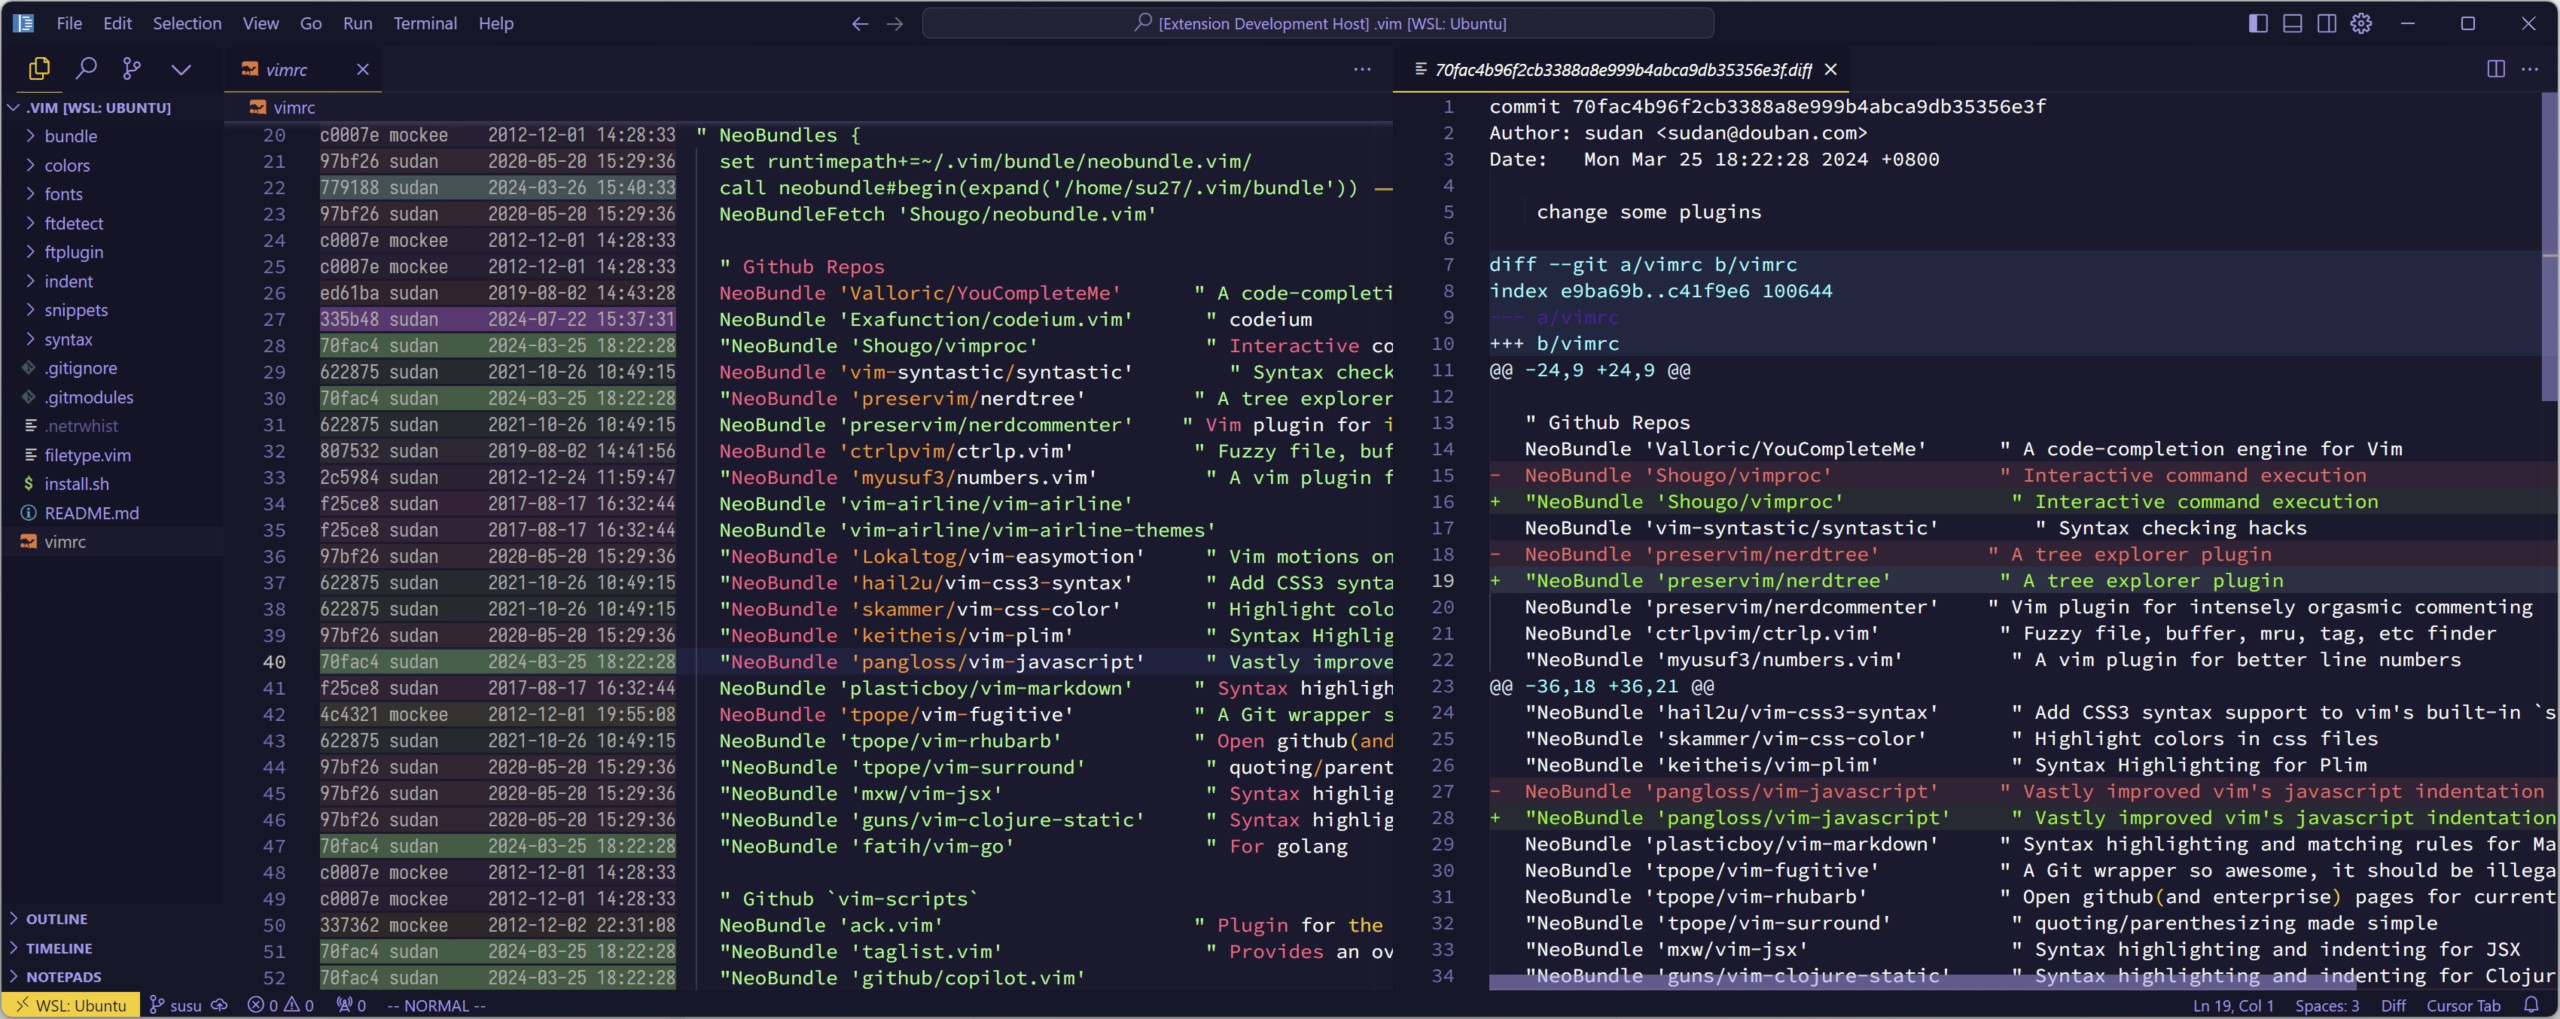 File Edit Selection View Go Run Terminal Help
[Extension Development Host] .vim [WSL: Ubuntu]
.VIM [WSL: UBUNTU]
bundle
colors
fonts
ftdetect
ftplugin
indent
snippets
syntax
.gitignore
.gitmodules
.netrwhist
filetype.vim
$ install.sh
README.md
vimrc
OUTLINE
TIMELINE
NOTEPADS
vimrc
vimrc
20 c0007e mockee 2012-12-01 14:28:33 " NeoBundles {
21 97bf26 sudan 2020-05-20 15:29:36 set runtimepath+=~/.vim/bundle/neobundle.vim/
22 779188 sudan 2024-03-26 15:40:33 call neobundle#begin(expand('/home/su27/.vim/bundle'))
23 97bf26 sudan 2020-05-20 15:29:36 NeoBundleFetch 'Shougo/neobundle.vim'
24 c0007e mockee 2012-12-01 14:28:33
25 c0007e mockee 2012-12-01 14:28:33 " Github Repos
26 ed61ba sudan 2019-08-02 14:43:28 NeoBundle 'Valloric/YouCompleteMe' " A code-completi
27 335b48 sudan 2024-07-22 15:37:31 NeoBundle 'Exafunction/codeium.vim' " codeium
28 70fac4 sudan 2024-03-25 18:22:28 "NeoBundle 'Shougo/vimproc' " Interactive co
29 622875 sudan 2021-10-26 10:49:15 NeoBundle 'vim-syntastic/syntastic' " Syntax check
30 70fac4 sudan 2024-03-25 18:22:28 "NeoBundle 'preservim/nerdtree' " A tree explorer
31 622875 sudan 2021-10-26 10:49:15 NeoBundle 'preservim/nerdcommenter' " Vim plugin for i
32 807532 sudan 2019-08-02 14:41:56 NeoBundle 'ctrlpvim/ctrlp.vim' " Fuzzy file, buf
33 2c5984 sudan 2012-12-24 11:59:47 "NeoBundle 'myusuf3/numbers.vim' " A vim plugin f
34 f25ce8 sudan 2017-08-17 16:32:44 NeoBundle 'vim-airline/vim-airline'
35 f25ce8 sudan 2017-08-17 16:32:44 NeoBundle 'vim-airline/vim-airline-themes'
36 97bf26 sudan 2020-05-20 15:29:36 "NeoBundle 'Lokaltog/vim-easymotion' " Vim motions on
37 622875 sudan 2021-10-26 10:49:15 "NeoBundle 'hail2u/vim-css3-syntax' " Add CSS3 synta
38 622875 sudan 2021-10-26 10:49:15 "NeoBundle 'skammer/vim-css-color' " Highlight colo
39 97bf26 sudan 2020-05-20 15:29:36 "NeoBundle 'keitheis/vim-plim' " Syntax Highlig
40 70fac4 sudan 2024-03-25 18:22:28 "NeoBundle 'pangloss/vim-javascript' " Vastly improve
41 f25ce8 sudan 2017-08-17 16:32:44 NeoBundle 'plasticboy/vim-markdown' " Syntax highligh
42 4c4321 mockee 2012-12-01 19:55:08 NeoBundle 'tpope/vim-fugitive' " A Git wrapper s
43 622875 sudan 2021-10-26 10:49:15 NeoBundle 'tpope/vim-rhubarb' " Open github(and
44 97bf26 sudan 2020-05-20 15:29:36 "NeoBundle 'tpope/vim-surround' " quoting/parent
45 97bf26 sudan 2020-05-20 15:29:36 "NeoBundle 'mxw/vim-jsx' " Syntax highlig
46 97bf26 sudan 2020-05-20 15:29:36 "NeoBundle 'guns/vim-clojure-static' " Syntax highlig
47 70fac4 sudan 2024-03-25 18:22:28 "NeoBundle 'fatih/vim-go' " For golang
48 c0007e mockee 2012-12-01 14:28:33
49 c0007e mockee 2012-12-01 14:28:33 " Github `vim-scripts`
50 337362 mockee 2012-12-02 22:31:08 NeoBundle 'ack.vim' " Plugin for the
51 70fac4 sudan 2024-03-25 18:22:28 "NeoBundle 'taglist.vim' " Provides an ov
52 70fac4 sudan 2024-03-25 18:22:28 "NeoBundle 'github/copilot.vim'
70fac4b96f2cb3388a8e999b4abca9db35356e3f.diff
1 commit 70fac4b96f2cb3388a8e999b4abca9db35356e3f
2 Author: sudan <sudan@douban.com>
3 Date: Mon Mar 25 18:22:28 2024 +0800
4
5 change some plugins
6
7 diff --git a/vimrc b/vimrc
8 index e9ba69b..c41f9e6 100644
9 --- a/vimrc
10 +++ b/vimrc
11 @@ -24,9 +24,9 @@
12
13 " Github Repos
14 NeoBundle 'Valloric/YouCompleteMe' " A code-completion engine for Vim
15 - NeoBundle 'Shougo/vimproc' " Interactive command execution
16 + "NeoBundle 'Shougo/vimproc' " Interactive command execution
17 NeoBundle 'vim-syntastic/syntastic' " Syntax checking hacks
18 - NeoBundle 'preservim/nerdtree' " A tree explorer plugin
19 + "NeoBundle 'preservim/nerdtree' " A tree explorer plugin
20 NeoBundle 'preservim/nerdcommenter' " Vim plugin for intensely orgasmic commenting
21 NeoBundle 'ctrlpvim/ctrlp.vim' " Fuzzy file, buffer, mru, tag, etc finder
22 "NeoBundle 'myusuf3/numbers.vim' " A vim plugin for better line numbers
23 @@ -36,18 +36,21 @@
24 "NeoBundle 'hail2u/vim-css3-syntax' " Add CSS3 syntax support to vim's built-in `s
25 "NeoBundle 'skammer/vim-css-color' " Highlight colors in css files
26 "NeoBundle 'keitheis/vim-plim' " Syntax Highlighting for Plim
27 - NeoBundle 'pangloss/vim-javascript' " Vastly improved vim's javascript indentation
28 + "NeoBundle 'pangloss/vim-javascript' " Vastly improved vim's javascript indentation
29 NeoBundle 'plasticboy/vim-markdown' " Syntax highlighting and matching rules for Ma
30 NeoBundle 'tpope/vim-fugitive' " A Git wrapper so awesome, it should be illega
31 NeoBundle 'tpope/vim-rhubarb' " Open github(and enterprise) pages for current
32 "NeoBundle 'tpope/vim-surround' " quoting/parenthesizing made simple
33 "NeoBundle 'mxw/vim-jsx' " Syntax highlighting and indenting for JSX
34 "NeoBundle 'guns/vim-clojure-static' " Syntax highlighting and indenting for Clojur
WSL: Ubuntu susu 0 0 0 -- NORMAL -- Ln 19, Col 1 Spaces: 3 Diff Cursor Tab